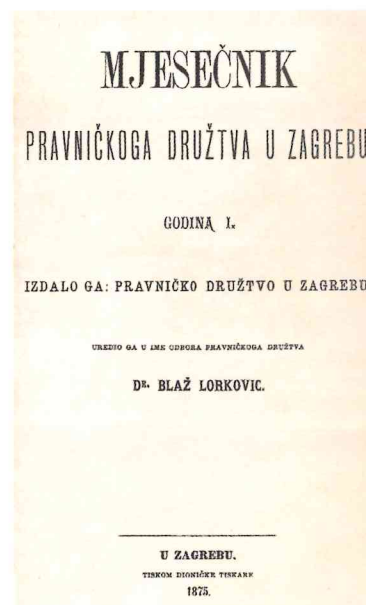 MJESEČNIK
PRAVNIČKOGA DRUŽTVA U ZAGREBU
GODINA I.
IZDALO GA: PRAVNIČKO DRUŽTVO U ZAGREBU
UREDIO GA U IME ODBORA PRAVNIČKOGA DRUŽTVA
DR. BLAŽ LORKOVIC.
U ZAGREBU.
TISKOM DIONIČKE TISKARE
1875.